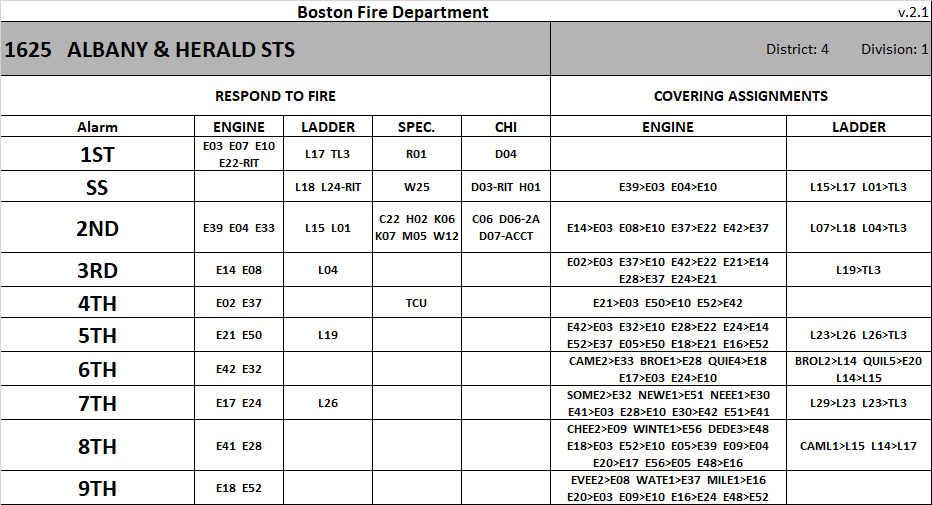 Boston Fire Department v.2.1
1625 ALBANY & HERALD STS District: 4 Division: 1
RESPOND TO FIRE COVERING ASSIGNMENTS
Alarm ENGINE LADDER SPEC. CHI ENGINE LADDER
1ST
E03 E07 E10
E22-RIT
L17 TL3
R01
D04
SS
L18 L24-RIT
W25
D03-RIT H01
E39>E03 E04>E10
L15>L17 L01>TL3
2ND
E39 E04 E33
L15 L01
C22 H02 K06
K07 M05 W12
C06 D06-2A
D07-ACCT
E14>E03 E08>E10 E37>E22 E42>E37
L07>L18 L04>TL3
3RD
E14 E08
L04
E02>E03 E37>E10 E42>E22 E21>E14
E28>E37 E24>E21
L19>TL3
4TH
E02 E37
TCU
E21>E03 E50>E10 E52>E42
5TH
E21 E50
L19
E42>E03 E32>E10 E28>E22 E24>E14
E52>E37 E05>E50 E18>E21 E16>E52
L23>L26 L26>TL3
6TH
E42 E32
CAME2>E33 BROE1>E28 QUIE4>E18
E17>E03 E24>E10
BROL2>L14 QUIL5>E20
L14>L15
7TH
E17 E24
L26
SOME2>E32 NEWE1>E51 NEEE1>E30
E41>E03 E28>E10 E30>E42 E51>E41
L29>L23 L23>TL3
8TH
E41 E28
CHEE2>E09 WINTE1>E56 DEDE3>E48
E18>E03 E52>E10 E05>E39 E09>E04
E20>E17 E56>E05 E48>E16
CAML1>L15 L14>L17
9TH
E18 E52
EVEE2>E08 WATE1>E37 MILE1>E16
E20>E03 E09>E10 E16>E24 E48>E52